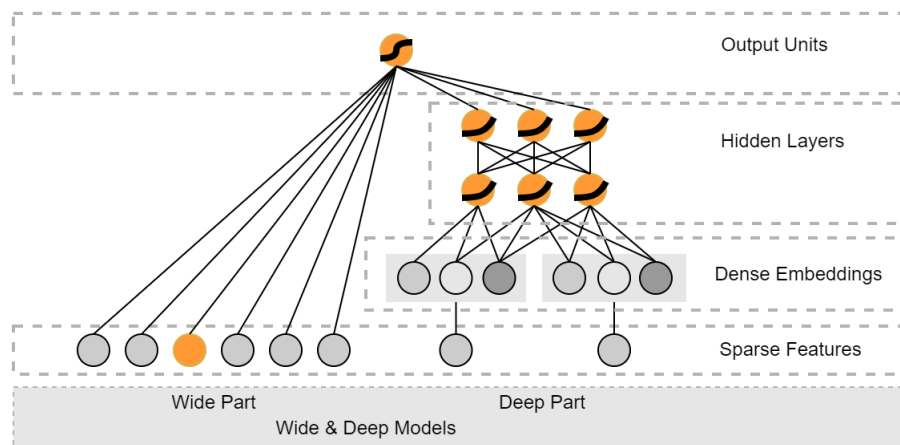 Output Units
Hidden Layers
Dense Embeddings
Sparse Features
Wide Part
Deep Part
Wide & Deep Models